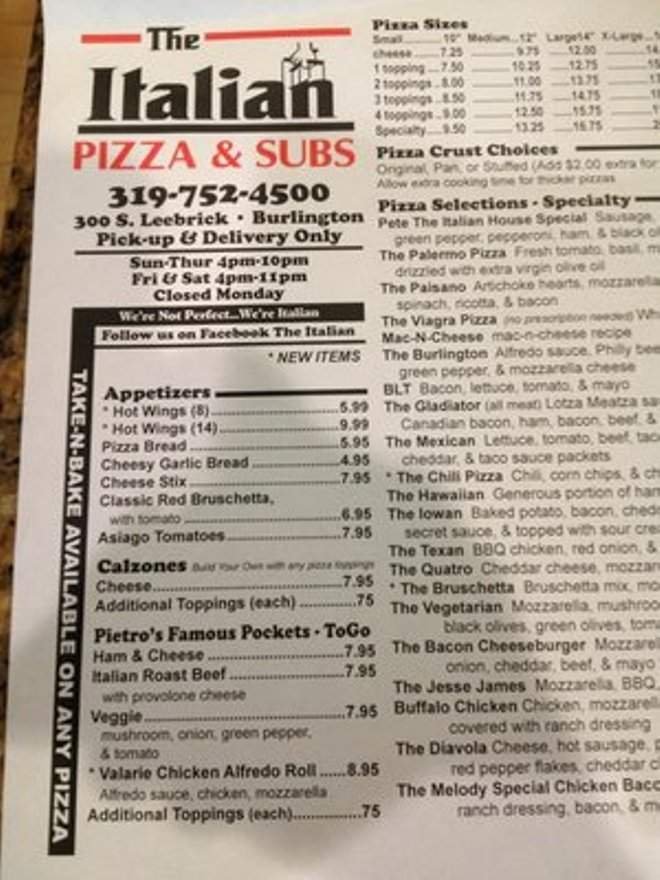 The
Italian
PIZZA & SUBS
319-752-4500
300 S. Leebrick • Burlington
Pick-up & Delivery Only
Sun-Thur 4pm-10pm
Fri & Sat 4pm-11pm
Closed Monday
We're Not Perfect...We're Italian
Follow us on Facebook The Italian
* NEW ITEMS
TAKE-N-BAKE AVAILABLE ON ANY PIZZA
Appetizers
* Hot Wings (8)...5.99
* Hot Wings (14)...9.99
Pizza Bread...5.95
Cheesy Garlic Bread...4.95
Cheese Stix...7.95
Classic Red Bruschetta,
with tomato...6.95
Asiago Tomatoes...7.95
Calzones Build Your Own with any pizza toppings
Cheese...7.95
Additional Toppings (each)...75
Pietro's Famous Pockets - ToGo
Ham & Cheese...7.95
Italian Roast Beef...7.95
with provolone cheese
Veggie...7.95
mushroom, onion, green pepper,
& tomato
* Valarie Chicken Alfredo Roll...8.95
Alfredo sauce, chicken, mozzarella
Additional Toppings (each)...75
Pizza Sizes
Small...10" Medium...12" Large14" X-Large...
cheese...7.25 9.75 12.00 14
1 topping...7.50 10.25 12.75 15
2 toppings..8.00 11.00 13.75 17
3 toppings..8.50 11.75 14.75
4 toppings..9.00 12.50 15.75
Specialty...9.50 13.25 16.75 2
Pizza Crust Choices
Original, Pan, or Stuffed (Add $2.00 extra for
Allow extra cooking time for thicker pizzas
Pizza Selections - Specialty
Pete The Italian House Special Sausage,
green pepper, pepperoni, ham, & black
The Palermo Pizza Fresh tomato, basil,
drizzled with extra virgin olive oil
The Paisano Artichoke hearts, mozzarella
spinach, ricotta, & bacon
The Viagra Pizza (no prescription needed)
Mac-N-Cheese mac-n-cheese recipe
The Burlington Alfredo sauce, Philly
green pepper, & mozzarella cheese
BLT Bacon, lettuce, tomato, & mayo
The Gladiator (all meat) Lotza Meatza
Canadian bacon, ham, bacon, beef, &
The Mexican Lettuce, tomato, beef,
cheddar, & taco sauce packets
* The Chili Pizza Chili, corn chips, &
The Hawaiian Generous portion of
The Iowan Baked potato, bacon,
secret sauce, & topped with sour
The Texan BBQ chicken, red onion, &
The Quatro Cheddar cheese,
* The Bruschetta Bruschetta mix,
The Vegetarian Mozzarella,
black olives, green olives,
The Bacon Cheeseburger
onion, cheddar, beef, & mayo
The Jesse James Mozzarella, BBQ,
Buffalo Chicken Chicken,
covered with ranch dressing
The Diavola Cheese, hot sausage,
red pepper flakes, cheddar
The Melody Special Chicken
ranch dressing, bacon, &